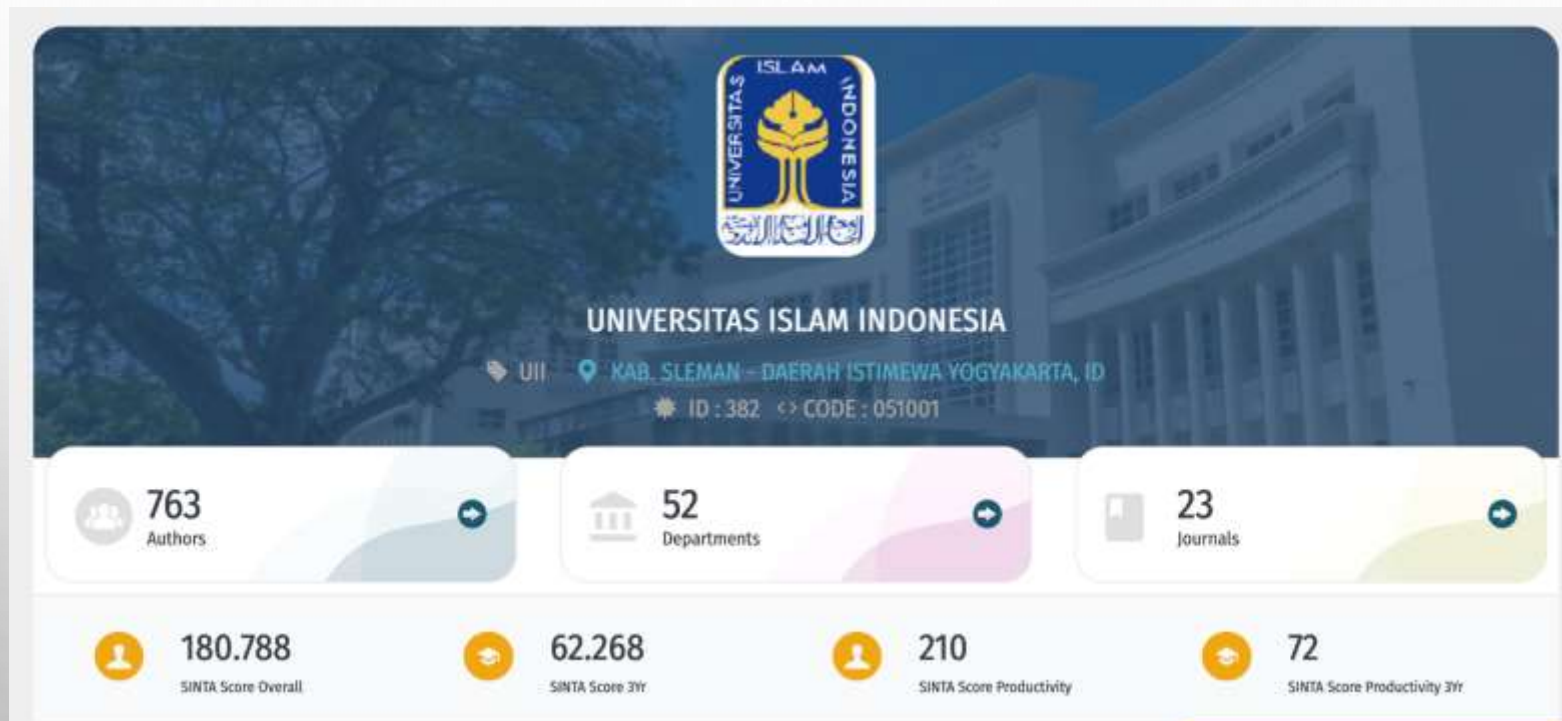 UNIVERSITAS ISLAM INDONESIA
UNIVERSITAS ISLAM INDONESIA
UII KAB. SLEMAN - DAERAH ISTIMEWA YOGYAKARTA, ID
ID : 382 <> CODE : 051001
763
Authors
52
Departments
23
Journals
180.788
SINTA Score Overall
62.268
SINTA Score 3Yr
210
SINTA Score Productivity
72
SINTA Score Productivity 3Yr